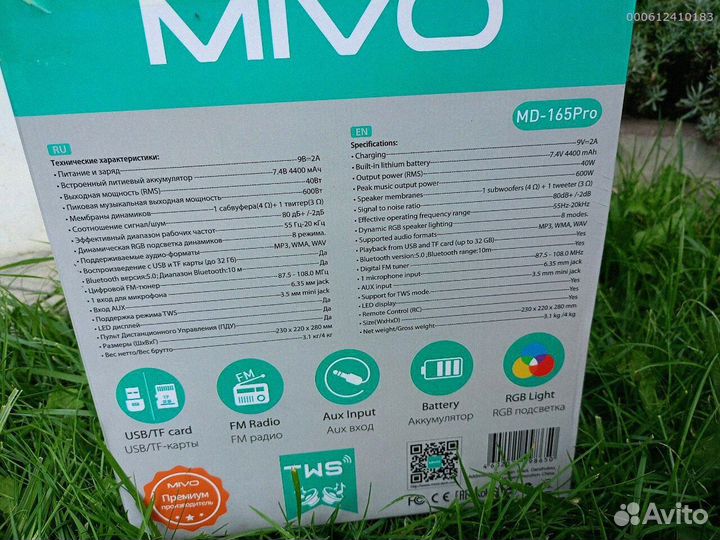 MIVO
000612410183
MD-165Pro
RU
Технические характеристики:
• Питание и заряд 9В=2А
• Встроенный литиевый аккумулятор 7.4В 4400 мАч
• Выходная мощность (RMS) 40Вт
• Пиковая музыкальная выходная мощность 600Вт
• Мембраны динамиков 1 сабвуфера(4 Ω) + 1 твитер(3 Ω)
• Соотношение сигнал/шум 80 дБ+ /-2дБ
• Эффективный диапазон рабочих частот 55 Гц-20 кГц
• Динамическая RGB подсветка динамиков 8 режима.
• Поддерживаемые аудио-форматы MP3, WMA, WAV
• Воспроизведение с USB и TF карты (до 32 Гб) Да
• Bluetooth версия:5.0; Диапазон Bluetooth:10 м Да
• Цифровой FM-тюнер 87.5 - 108.0 МГц
• 1 вход для микрофона 6.35 мм jack
• Вход AUX 3.5 мм mini jack
• Поддержка режима TWS Да
• LED дисплей Да
• Пульт Дистанционного Управления (ПДУ) Да
• Размеры (ШхВхГ) 230 x 220 x 280 мм
• Вес нетто/Вес брутто 3.1 кг/4 кг
EN
Specifications:
• Charging 9V=2A
• Built-in lithium battery 7.4V 4400 mAh
• Output power (RMS) 40W
• Peak music output power 600W
• Speaker membranes 1 subwoofers (4 Ω) + 1 tweeter (3 Ω)
• Signal to noise ratio 80dB+ /-2dB
• Effective operating frequency range 55Hz-20kHz
• Dynamic RGB speaker lighting 8 modes.
• Supported audio formats MP3, WMA, WAV
• Playback from USB and TF card (up to 32 GB) Yes
• Bluetooth version:5.0 ,Bluetooth range:10m Yes
• Digital FM tuner 87.5 - 108.0 MHz
• 1 microphone input 6.35 mm jack
• AUX input 3.5 mm mini jack
• Support for TWS mode Yes
• LED display Yes
• Remote Control (RC) Yes
• Size(WxHxD) 230 x 220 x 280 mm
• Net weight/Gross weight 3.1 kg /4 kg
TF
USB/TF card
USB/TF-карты
FM
FM Radio
FM радио
Aux Input
Aux вход
Battery
Аккумулятор
RGB Light
RGB подсветка
MIVO
Премиум
производитель
TWS
FC CE EAC
Avito